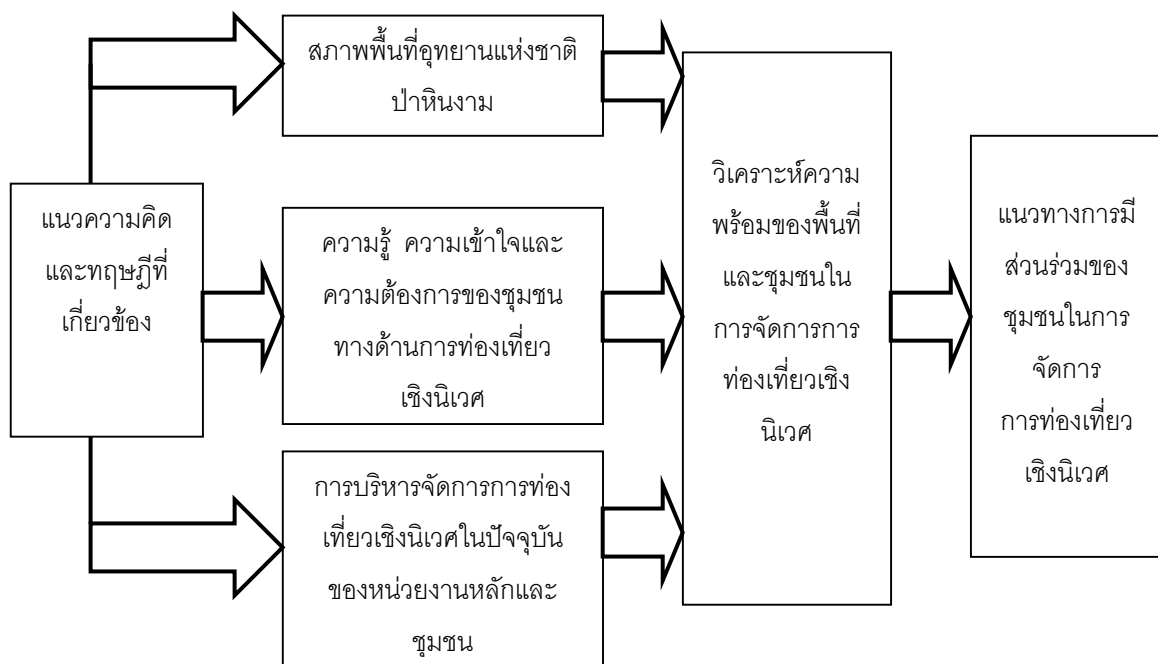 แนวความคิด
และทฤษฎีที่
เกี่ยวข้อง
สภาพพื้นที่อุทยานแห่งชาติ
ป่าหินงาม
ความรู้ ความเข้าใจและ
ความต้องการของชุมชน
ทางด้านการท่องเที่ยว
เชิงนิเวศ
การบริหารจัดการการท่อง
เที่ยวเชิงนิเวศในปัจจุบัน
ของหน่วยงานหลักและ
ชุมชน
วิเคราะห์ความ
พร้อมของพื้นที่
และชุมชนใน
การจัดการการ
ท่องเที่ยวเชิง
นิเวศ
แนวทางการมี
ส่วนร่วมของ
ชุมชนในการ
จัดการ
การท่องเที่ยว
เชิงนิเวศ